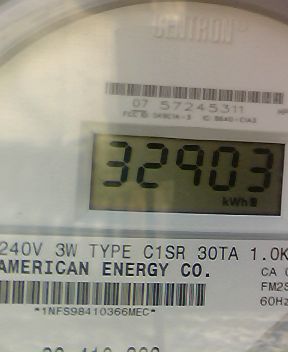 CENTRON
07 57245311
32903
kWh
240V 3W TYPE C1SR 30TA 1.0K
AMERICAN ENERGY CO.
CA
FM2S
60Hz
*1NFS98410366MEC*